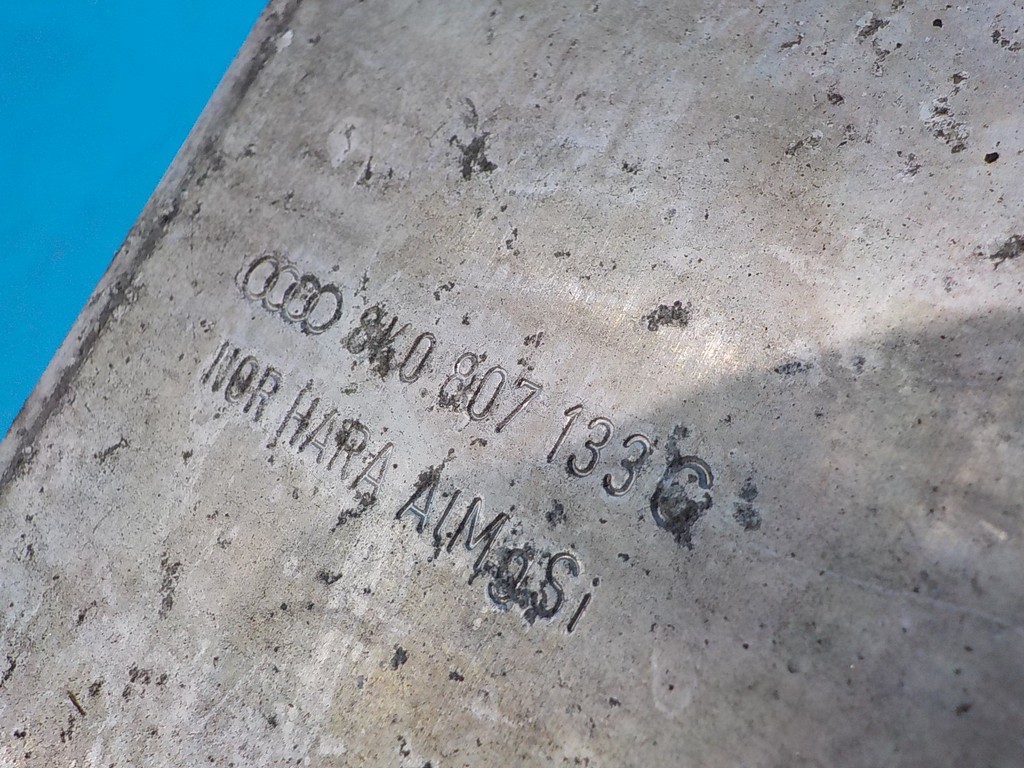 8K0 807 133 C
NOR HARA AlMgSi